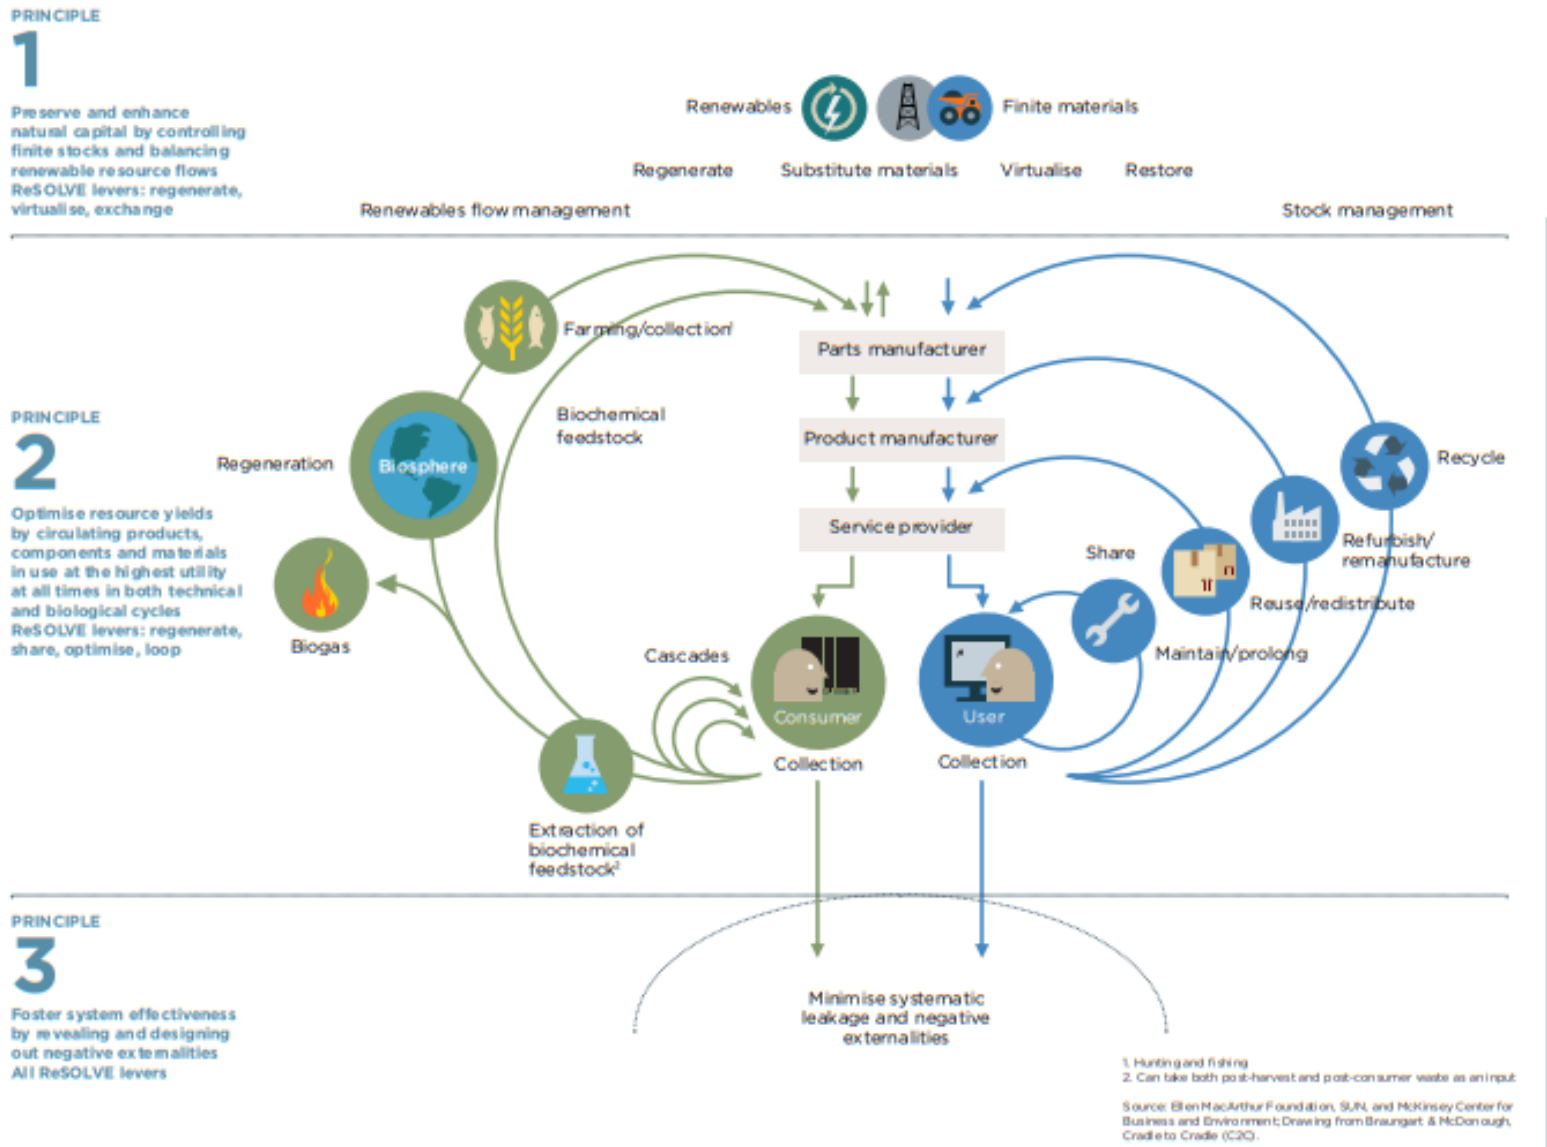 PRINCIPLE
1
Preserve and enhance
natural capital by controlling
finite stocks and balancing
renewable resource flows
ReSOLVE levers: regenerate,
virtualise, exchange
Renewables
Finite materials
Regenerate
Substitute materials
Virtualise
Restore
Renewables flow management
Stock management
PRINCIPLE
2
Optimise resource yields
by circulating products,
components and materials
in use at the highest utility
at all times in both technical
and biological cycles
ReSOLVE levers: regenerate,
share, optimise, loop
Farming/collection¹
Biochemical
feedstock
Regeneration
Biosphere
Biogas
Cascades
Extraction of
biochemical
feedstock²
Parts manufacturer
Product manufacturer
Service provider
Consumer
User
Collection
Collection
Share
Maintain/prolong
Reuse/redistribute
Refurbish/
remanufacture
Recycle
PRINCIPLE
3
Foster system effectiveness
by revealing and designing
out negative externalities
All ReSOLVE levers
Minimise systematic
leakage and negative
externalities
1. Hunting and fishing
2. Can take both post-harvest and post-consumer waste as an input
Source: Ellen MacArthur Foundation, SUN, and McKinsey Center for
Business and Environment; Drawing from Braungart & McDonough,
Cradle to Cradle (C2C).